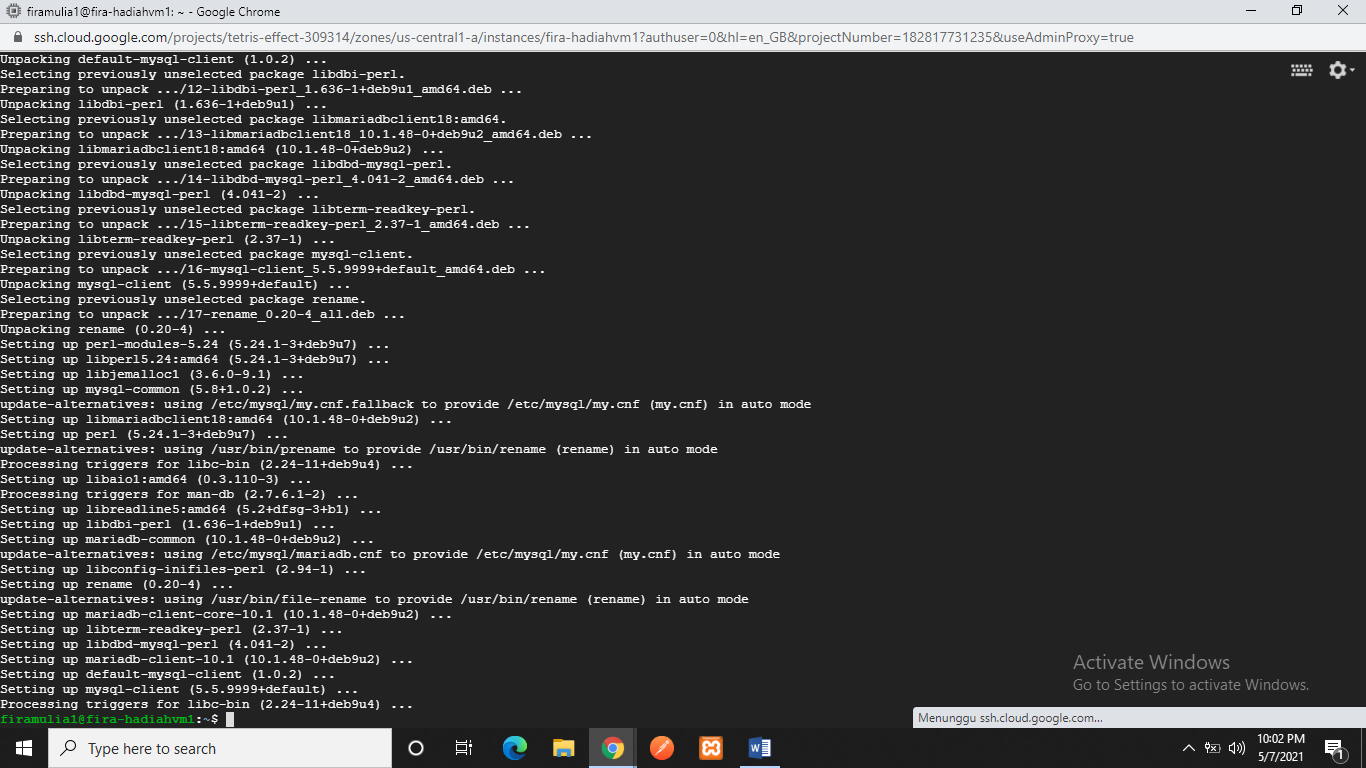 firamulia1@fira-hadiahvm1: ~ - Google Chrome
ssh.cloud.google.com/projects/tetris-effect-309314/zones/us-central1-a/instances/fira-hadiahvm1?authuser=0&hl=en_GB&projectNumber=182817731235&useAdminProxy=true
Unpacking default-mysql-client (1.0.2) ...
Selecting previously unselected package libdbi-perl.
Preparing to unpack .../12-libdbi-perl_1.636-1+deb9u1_amd64.deb ...
Unpacking libdbi-perl (1.636-1+deb9u1) ...
Selecting previously unselected package libmariadbclient18:amd64.
Preparing to unpack .../13-libmariadbclient18_10.1.48-0+deb9u2_amd64.deb ...
Unpacking libmariadbclient18:amd64 (10.1.48-0+deb9u2) ...
Selecting previously unselected package libdbd-mysql-perl.
Preparing to unpack .../14-libdbd-mysql-perl_4.041-2_amd64.deb ...
Unpacking libdbd-mysql-perl (4.041-2) ...
Selecting previously unselected package libterm-readkey-perl.
Preparing to unpack .../15-libterm-readkey-perl_2.37-1_amd64.deb ...
Unpacking libterm-readkey-perl (2.37-1) ...
Selecting previously unselected package mysql-client.
Preparing to unpack .../16-mysql-client_5.5.9999+default_amd64.deb ...
Unpacking mysql-client (5.5.9999+default) ...
Selecting previously unselected package rename.
Preparing to unpack .../17-rename_0.20-4_all.deb ...
Unpacking rename (0.20-4) ...
Setting up perl-modules-5.24 (5.24.1-3+deb9u7) ...
Setting up libperl5.24:amd64 (5.24.1-3+deb9u7) ...
Setting up libjemalloc1 (3.6.0-9.1) ...
Setting up mysql-common (5.8+1.0.2) ...
update-alternatives: using /etc/mysql/my.cnf.fallback to provide /etc/mysql/my.cnf (my.cnf) in auto mode
Setting up libmariadbclient18:amd64 (10.1.48-0+deb9u2) ...
Setting up perl (5.24.1-3+deb9u7) ...
update-alternatives: using /usr/bin/prename to provide /usr/bin/rename (rename) in auto mode
Processing triggers for libc-bin (2.24-11+deb9u4) ...
Setting up libaio1:amd64 (0.3.110-3) ...
Processing triggers for man-db (2.7.6.1-2) ...
Setting up libreadline5:amd64 (5.2+dfsg-3+b1) ...
Setting up libdbi-perl (1.636-1+deb9u1) ...
Setting up mariadb-common (10.1.48-0+deb9u2) ...
update-alternatives: using /etc/mysql/mariadb.cnf to provide /etc/mysql/my.cnf (my.cnf) in auto mode
Setting up libconfig-inifiles-perl (2.94-1) ...
Setting up rename (0.20-4) ...
update-alternatives: using /usr/bin/file-rename to provide /usr/bin/rename (rename) in auto mode
Setting up mariadb-client-core-10.1 (10.1.48-0+deb9u2) ...
Setting up libterm-readkey-perl (2.37-1) ...
Setting up libdbd-mysql-perl (4.041-2) ...
Setting up mariadb-client-10.1 (10.1.48-0+deb9u2) ...
Setting up default-mysql-client (1.0.2) ...
Setting up mysql-client (5.5.9999+default) ...
Processing triggers for libc-bin (2.24-11+deb9u4) ...
firamulia1@fira-hadiahvm1:~$
Activate Windows
Go to Settings to activate Windows.
Menunggu ssh.cloud.google.com...
Type here to search
10:02 PM
5/7/2021
1